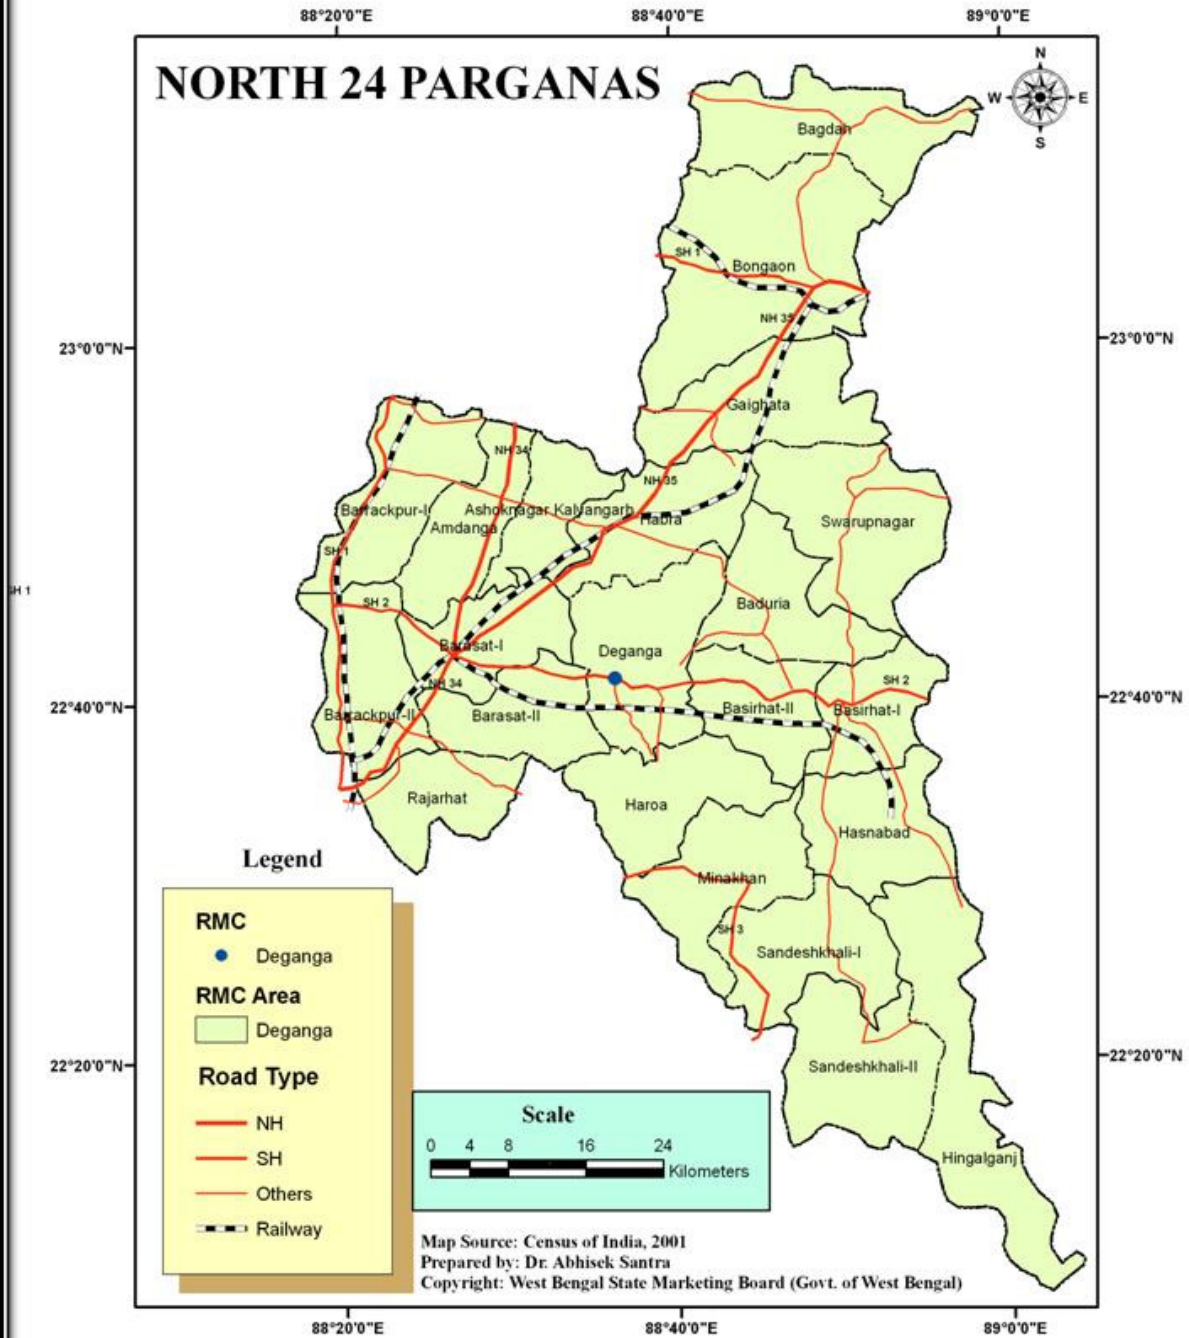 88°20'0"E 88°40'0"E 89°0'0"E
NORTH 24 PARGANAS
N
W E
S
Bagdah
SH 1
Bongaon
NH 35
23°0'0"N 23°0'0"N
Gaighata
NH 34
NH 35
Barrackpur-I
Ashoknagar Kalyangarh
Habra
Amdanga
Swarupnagar
SH 1
SH 1
SH 2
Baduria
Barasat-I
Deganga
NH 34
SH 2
22°40'0"N 22°40'0"N
Barrackpur-II
Barasat-II
Basirhat-II
Basirhat-I
Rajarhat
Haroa
Hasnabad
Minakhan
SH 3
Sandeshkhali-I
Sandeshkhali-II
Hingalganj
22°20'0"N 22°20'0"N
Legend
RMC
Deganga
RMC Area
Deganga
Road Type
NH
SH
Others
Railway
Scale
0 4 8 16 24
Kilometers
Map Source: Census of India, 2001
Prepared by: Dr. Abhisek Santra
Copyright: West Bengal State Marketing Board (Govt. of West Bengal)
88°20'0"E 88°40'0"E 89°0'0"E